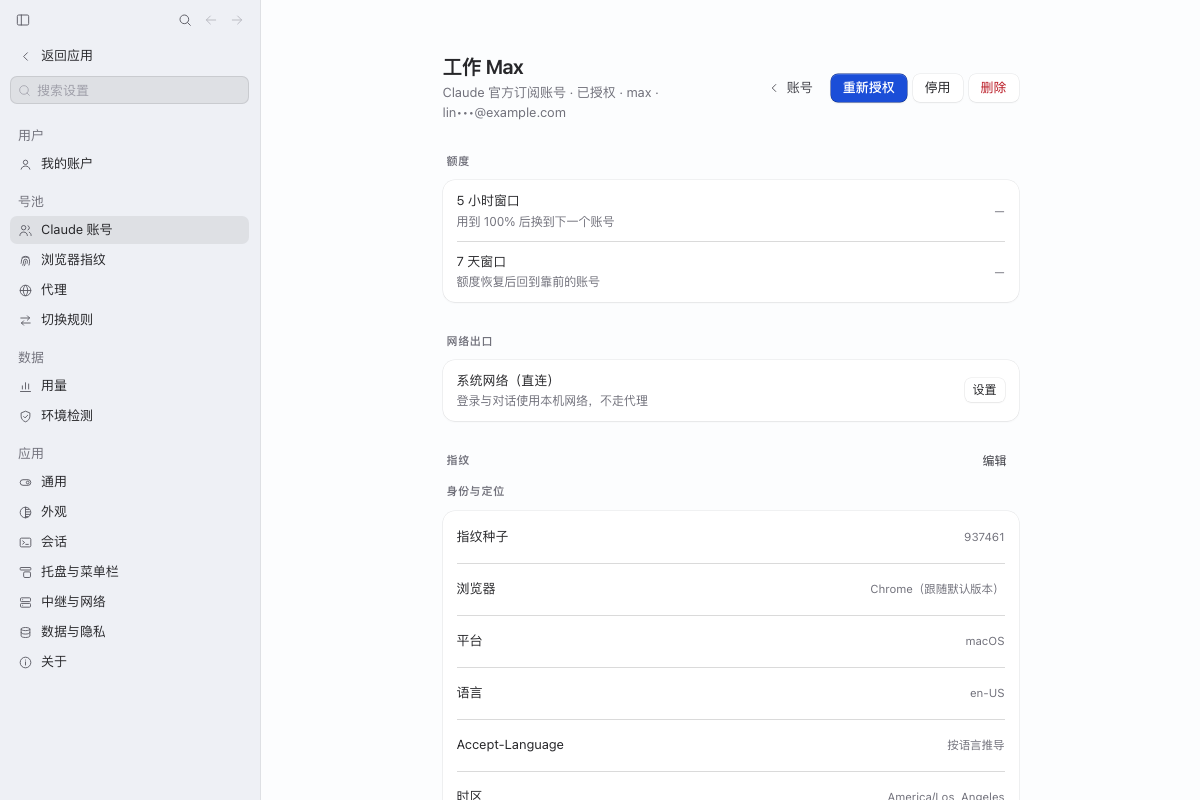 返回应用
搜索设置
用户
我的账户
号池
Claude 账号
浏览器指纹
代理
切换规则
数据
用量
环境检测
应用
通用
外观
会话
托盘与菜单栏
中继与网络
数据与隐私
关于
工作 Max
Claude 官方订阅账号 · 已授权 · max ·
lin•••@example.com
账号
重新授权
停用
删除
额度
5 小时窗口
用到 100% 后换到下一个账号
—
7 天窗口
额度恢复后回到靠前的账号
—
网络出口
系统网络（直连）
登录与对话使用本机网络，不走代理
设置
指纹
编辑
身份与定位
指纹种子
937461
浏览器
Chrome（跟随默认版本）
平台
macOS
语言
en-US
Accept-Language
按语言推导
时区
America/Los_Angeles